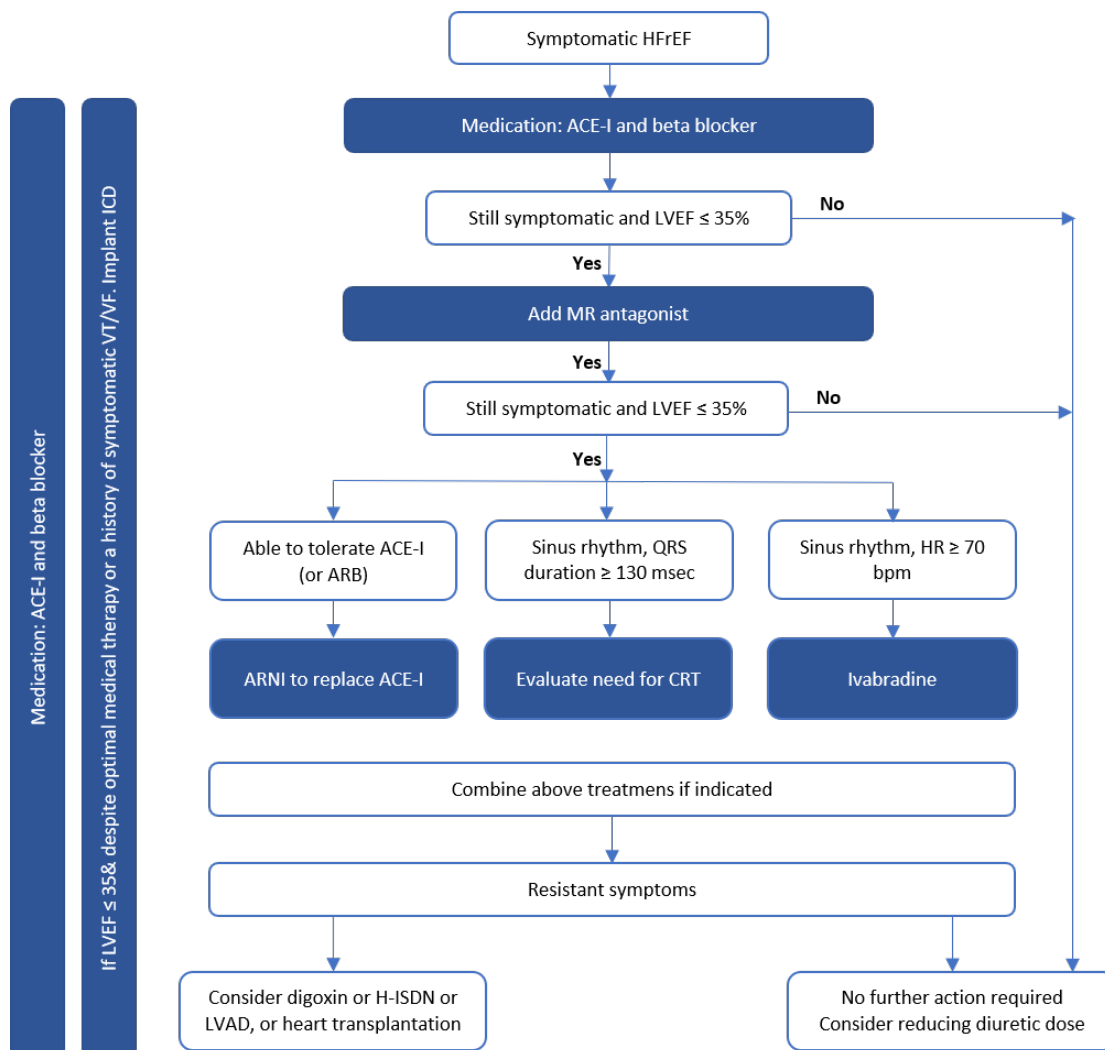 Symptomatic HFrEF
Medication: ACE-I and beta blocker
Still symptomatic and LVEF ≤ 35%
No
Yes
Add MR antagonist
Yes
Still symptomatic and LVEF ≤ 35%
No
Yes
Able to tolerate ACE-I
(or ARB)
Sinus rhythm, QRS
duration ≥ 130 msec
Sinus rhythm, HR ≥ 70
bpm
ARNI to replace ACE-I
Evaluate need for CRT
Ivabradine
Combine above treatmens if indicated
Resistant symptoms
Consider digoxin or H-ISDN or
LVAD, or heart transplantation
No further action required
Consider reducing diuretic dose
Medication: ACE-I and beta blocker
If LVEF ≤ 35& despite optimal medical therapy or a history of symptomatic VT/VF. Implant ICD